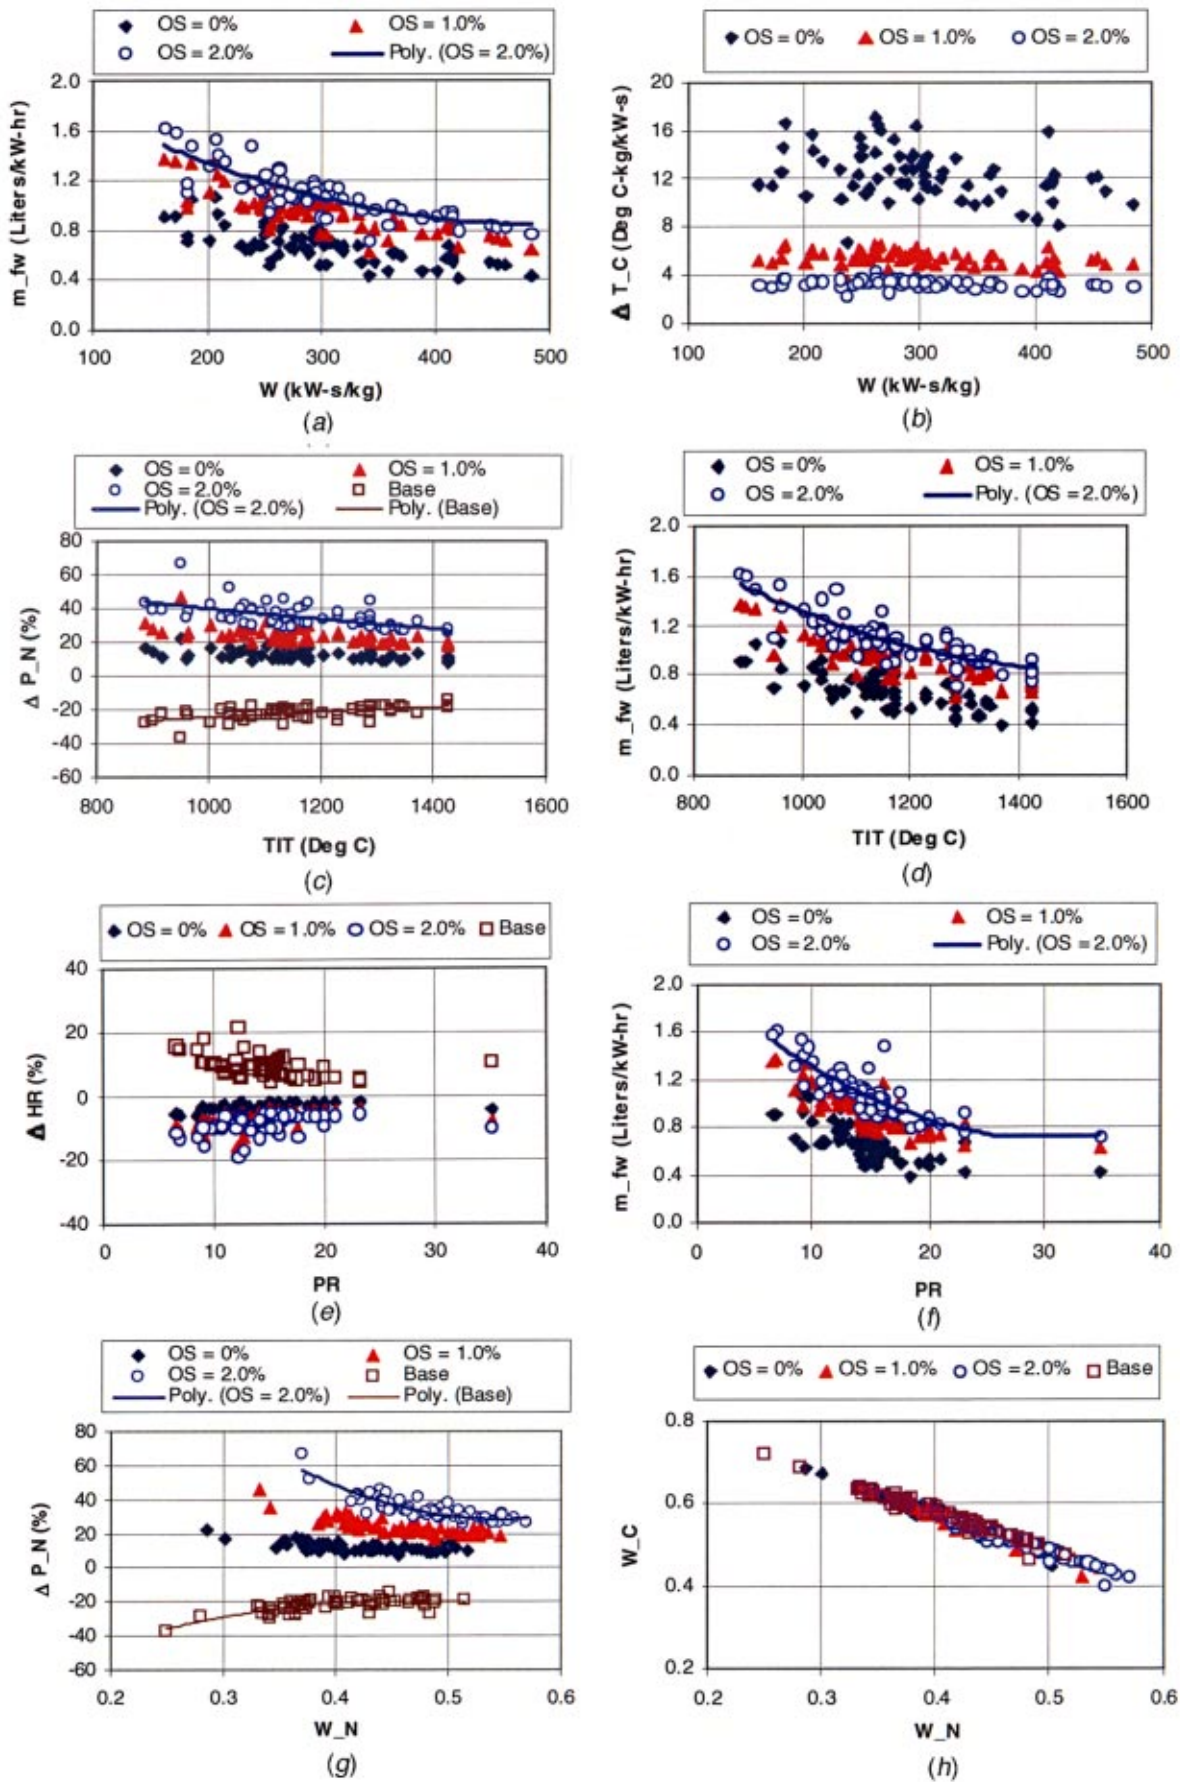 OS = 0% OS = 1.0%
OS = 2.0% Poly. (OS = 2.0%)
2.0
1.6
1.2
0.8
0.4
0.0
m_fw (Liters/kW-hr)
100 200 300 400 500
W (kW-s/kg)
(a)
OS = 0% OS = 1.0% OS = 2.0%
20
16
12
8
4
0
Δ T_C (Deg C-kg/kW-s)
100 200 300 400 500
W (kW-s/kg)
(b)
OS = 0% OS = 1.0%
OS = 2.0% Base
Poly. (OS = 2.0%) Poly. (Base)
80
60
40
20
0
-20
-40
-60
Δ P_N (%)
800 1000 1200 1400 1600
TIT (Deg C)
(c)
OS = 0% OS = 1.0%
OS = 2.0% Poly. (OS = 2.0%)
2.0
1.6
1.2
0.8
0.4
0.0
m_fw (Liters/kW-hr)
800 1000 1200 1400 1600
TIT (Deg C)
(d)
OS = 0% OS = 1.0% OS = 2.0% Base
40
20
0
-20
-40
Δ HR (%)
0 10 20 30 40
PR
(e)
OS = 0% OS = 1.0%
OS = 2.0% Poly. (OS = 2.0%)
2.0
1.6
1.2
0.8
0.4
0.0
m_fw (Liters/kW-hr)
0 10 20 30 40
PR
(f)
OS = 0% OS = 1.0%
OS = 2.0% Base
Poly. (OS = 2.0%) Poly. (Base)
80
60
40
20
0
-20
-40
-60
Δ P_N (%)
0.2 0.3 0.4 0.5 0.6
W_N
(g)
OS = 0% OS = 1.0% OS = 2.0% Base
0.8
0.6
0.4
0.2
W_C
0.2 0.3 0.4 0.5 0.6
W_N
(h)